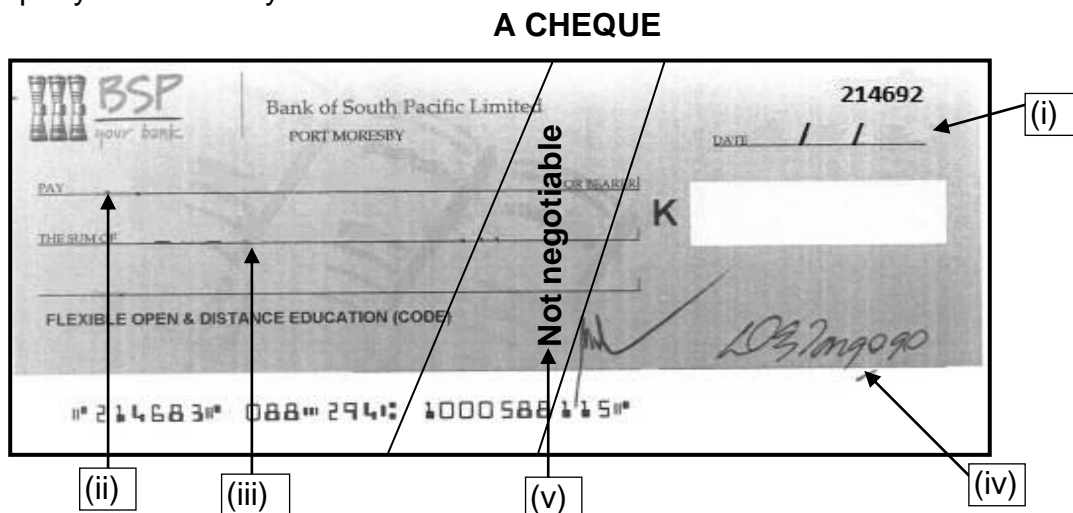 A CHEQUE
BSP
your bank
Bank of South Pacific Limited
PORT MORESBY
214692
DATE / /
(i)
PAY OR BEARER
THE SUM OF
K
Not negotiable
FLEXIBLE OPEN & DISTANCE EDUCATION (CODE)
⑈214683⑈ 088⑉294⑆ 1000588115⑈
(ii)
(iii)
(v)
(iv)